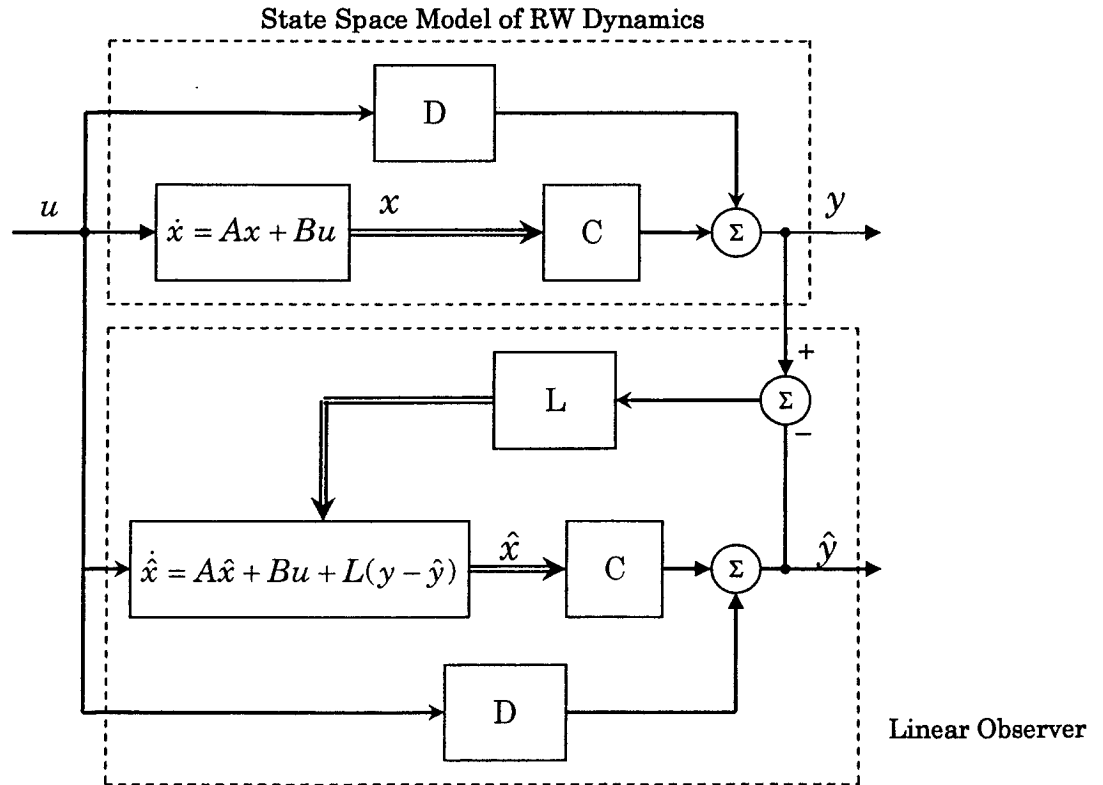 State Space Model of RW Dynamics
D
u
ẋ = Ax + Bu
x
C
Σ
y
+
L
Σ
−
x̂̇ = Ax̂ + Bu + L(y − ŷ)
x̂
C
Σ
ŷ
D
Linear Observer